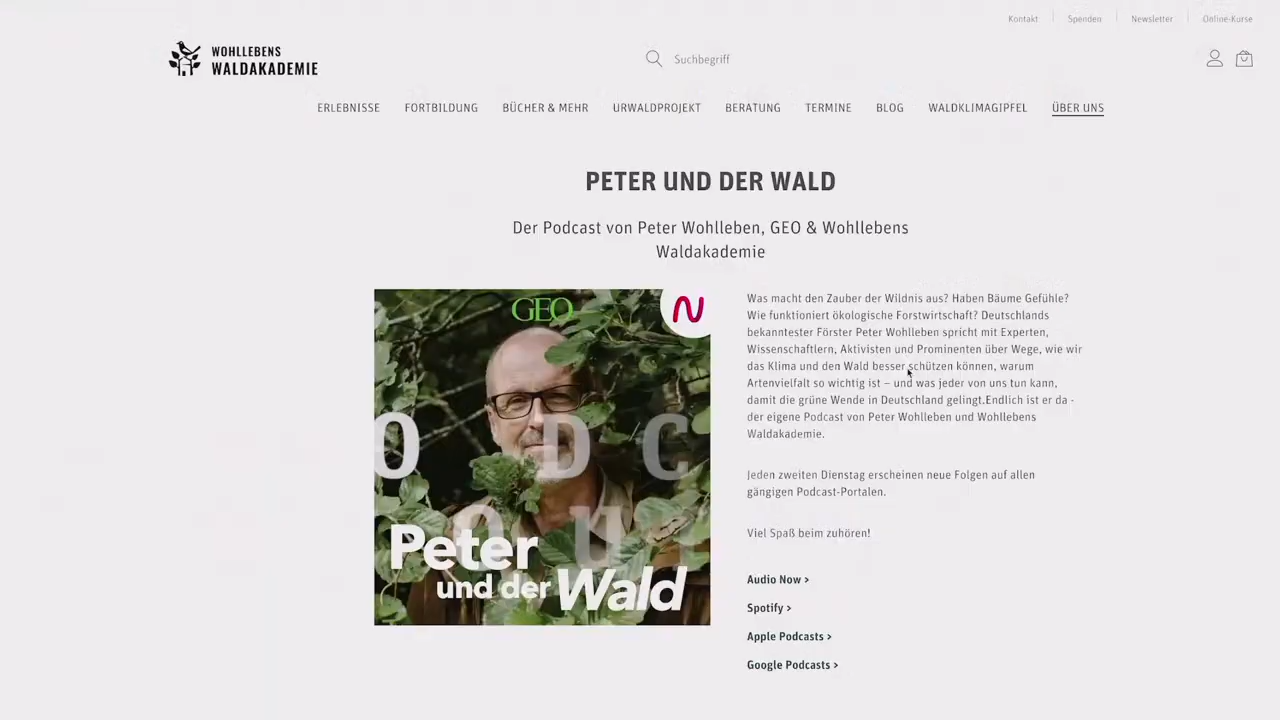 Kontakt Spenden Newsletter Online-Kurse
WOHLLEBENS
WALDAKADEMIE
Suchbegriff
ERLEBNISSE FORTBILDUNG BÜCHER & MEHR URWALDPROJEKT BERATUNG TERMINE BLOG WALDKLIMAGIPFEL ÜBER UNS
PETER UND DER WALD
Der Podcast von Peter Wohlleben, GEO & Wohllebens
Waldakademie
GEO
O D C
O U
Peter
und der Wald
Was macht den Zauber der Wildnis aus? Haben Bäume Gefühle?
Wie funktioniert ökologische Forstwirtschaft? Deutschlands
bekanntester Förster Peter Wohlleben spricht mit Experten,
Wissenschaftlern, Aktivisten und Prominenten über Wege, wie wir
das Klima und den Wald besser schützen können, warum
Artenvielfalt so wichtig ist – und was jeder von uns tun kann,
damit die grüne Wende in Deutschland gelingt.Endlich ist er da -
der eigene Podcast von Peter Wohlleben und Wohllebens
Waldakademie.
Jeden zweiten Dienstag erscheinen neue Folgen auf allen
gängigen Podcast-Portalen.
Viel Spaß beim zuhören!
Audio Now >
Spotify >
Apple Podcasts >
Google Podcasts >